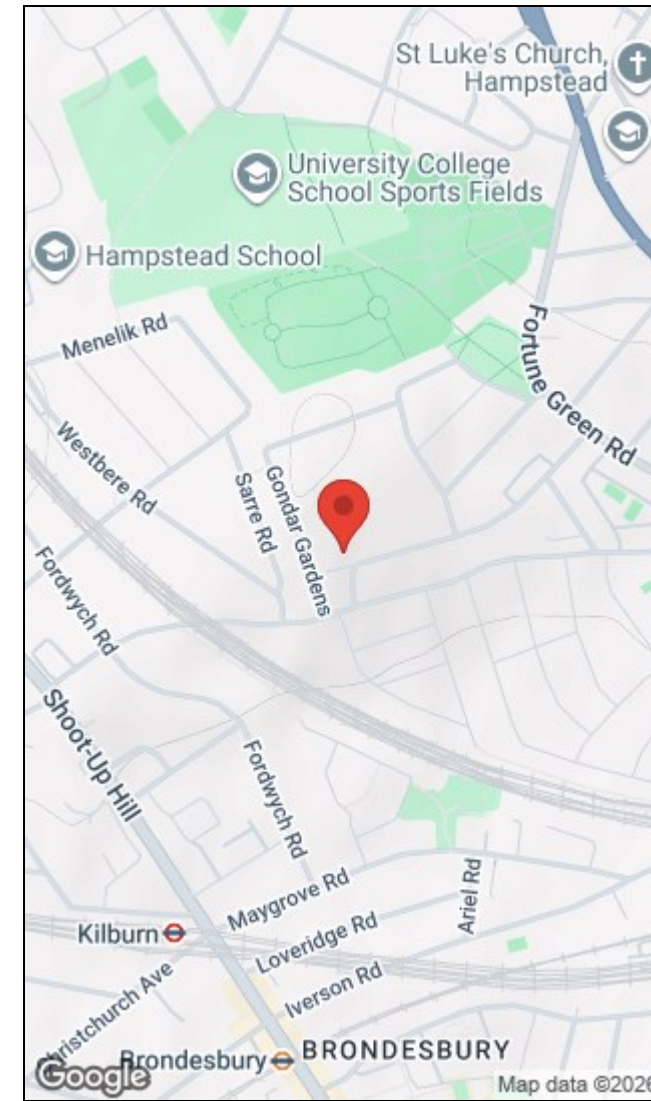 St Luke's Church,
Hampstead
University College
School Sports Fields
Hampstead School
Menelik Rd
Fortune Green Rd
Westbere Rd
Sarre Rd
Gondar Gardens
Fordwych Rd
Shoot-Up Hill
Fordwych Rd
Maygrove Rd
Ariel Rd
Kilburn
Loveridge Rd
Christchurch Ave
Iverson Rd
Brondesbury
BRONDESBURY
Google
Map data ©2026